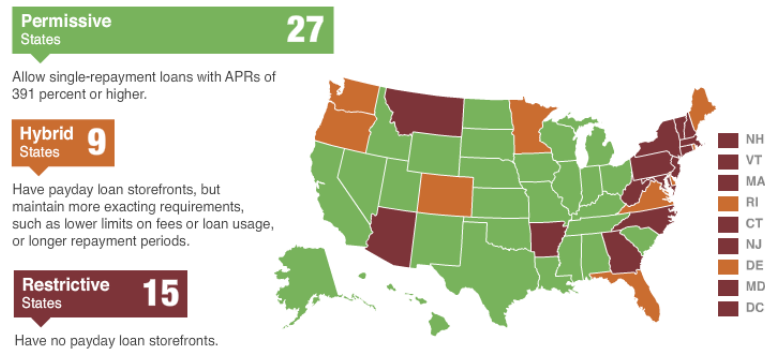 Permissive
States
27
Allow single-repayment loans with APRs of
391 percent or higher.
Hybrid
States
9
Have payday loan storefronts, but
maintain more exacting requirements,
such as lower limits on fees or loan usage,
or longer repayment periods.
Restrictive
States
15
Have no payday loan storefronts.
NH
VT
MA
RI
CT
NJ
DE
MD
DC